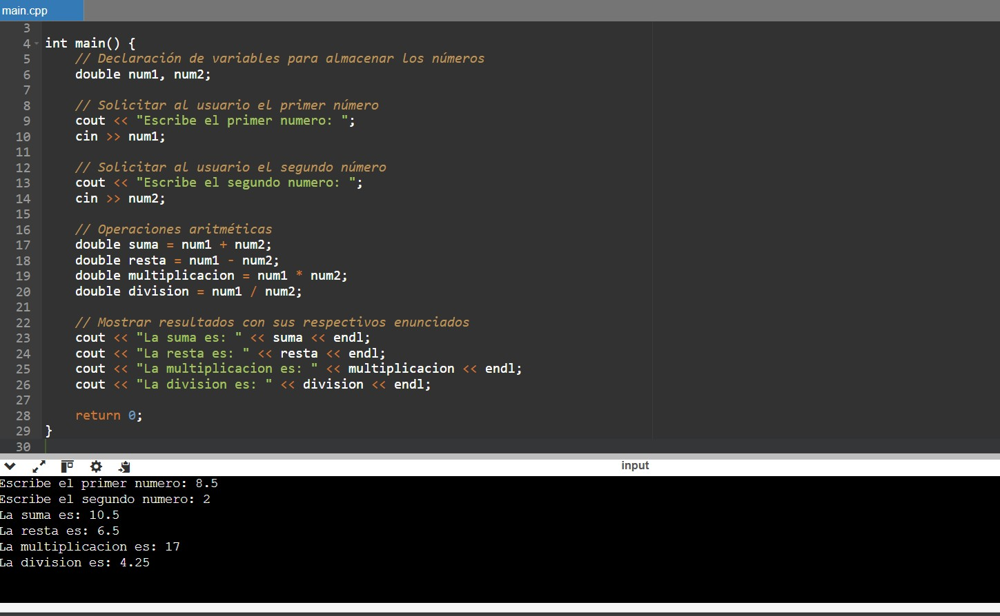 main.cpp
3
4 int main() {
5 // Declaración de variables para almacenar los números
6 double num1, num2;
7
8 // Solicitar al usuario el primer número
9 cout << "Escribe el primer numero: ";
10 cin >> num1;
11
12 // Solicitar al usuario el segundo número
13 cout << "Escribe el segundo numero: ";
14 cin >> num2;
15
16 // Operaciones aritméticas
17 double suma = num1 + num2;
18 double resta = num1 - num2;
19 double multiplicacion = num1 * num2;
20 double division = num1 / num2;
21
22 // Mostrar resultados con sus respectivos enunciados
23 cout << "La suma es: " << suma << endl;
24 cout << "La resta es: " << resta << endl;
25 cout << "La multiplicacion es: " << multiplicacion << endl;
26 cout << "La division es: " << division << endl;
27
28 return 0;
29 }
30
input
Escribe el primer numero: 8.5
Escribe el segundo numero: 2
La suma es: 10.5
La resta es: 6.5
La multiplicacion es: 17
La division es: 4.25